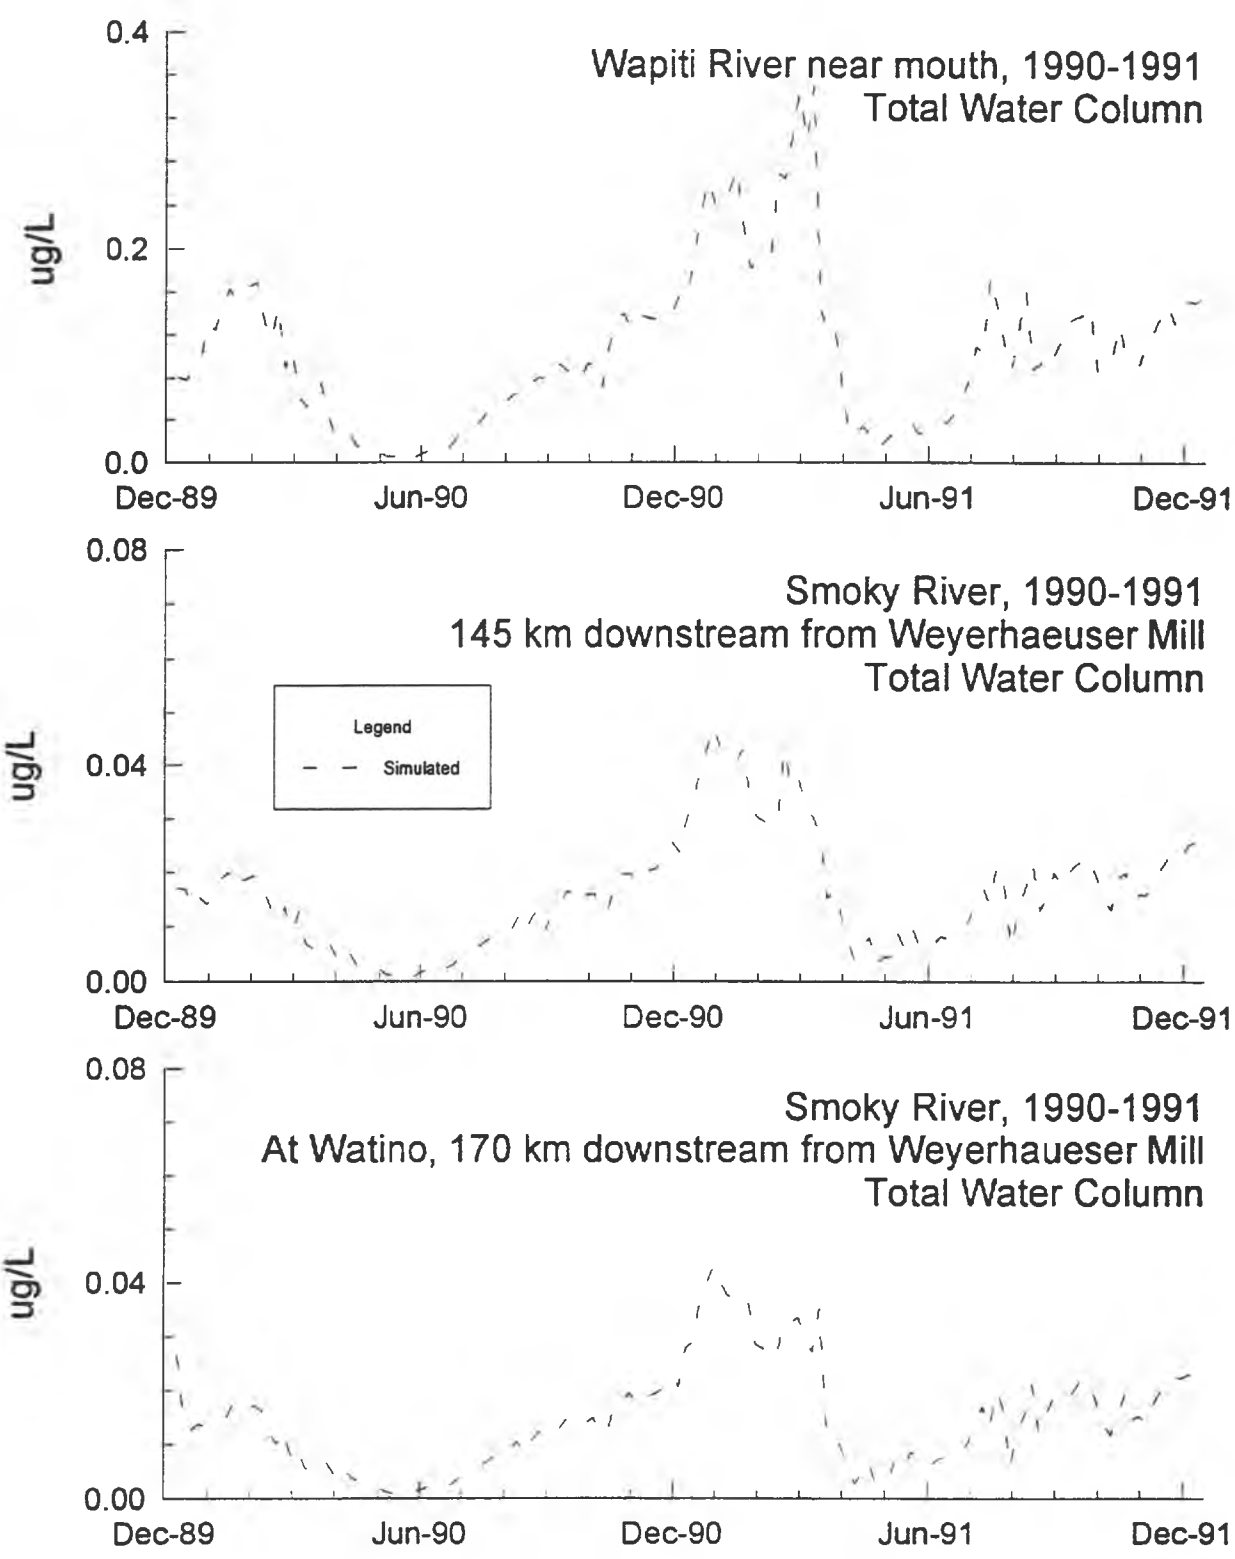 0.4
Wapiti River near mouth, 1990-1991
Total Water Column
ug/L
0.2
0.0
Dec-89 Jun-90 Dec-90 Jun-91 Dec-91
0.08
Smoky River, 1990-1991
145 km downstream from Weyerhaeuser Mill
Total Water Column
Legend
Simulated
ug/L
0.04
0.00
Dec-89 Jun-90 Dec-90 Jun-91 Dec-91
0.08
Smoky River, 1990-1991
At Watino, 170 km downstream from Weyerhaueser Mill
Total Water Column
ug/L
0.04
0.00
Dec-89 Jun-90 Dec-90 Jun-91 Dec-91